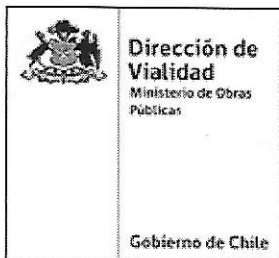 Dirección de
Vialidad
Ministerio de Obras
Públicas
Gobierno de Chile